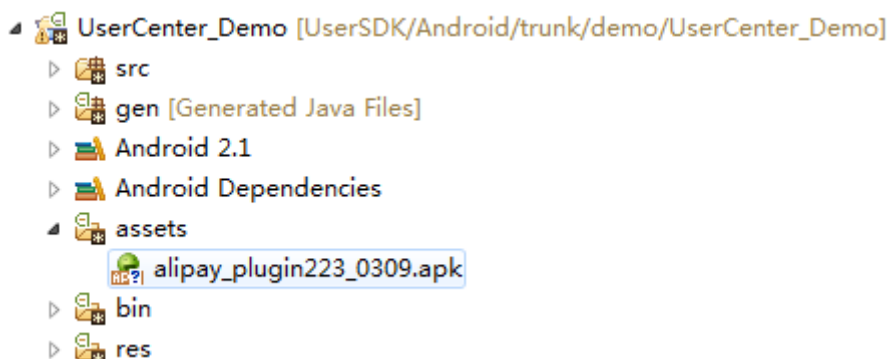 UserCenter_Demo [UserSDK/Android/trunk/demo/UserCenter_Demo]
src
gen [Generated Java Files]
Android 2.1
Android Dependencies
assets
alipay_plugin223_0309.apk
bin
res